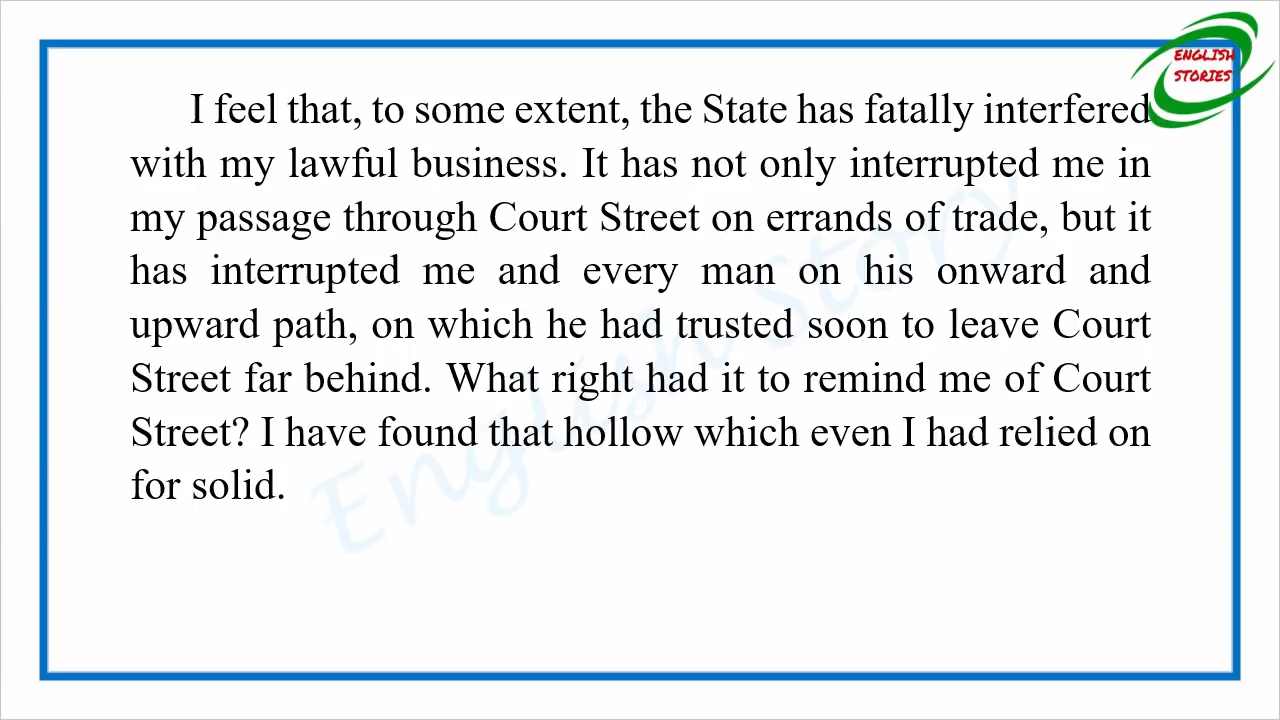 ENGLISH
STORIES
I feel that, to some extent, the State has fatally interfered
with my lawful business. It has not only interrupted me in
my passage through Court Street on errands of trade, but it
has interrupted me and every man on his onward and
upward path, on which he had trusted soon to leave Court
Street far behind. What right had it to remind me of Court
Street? I have found that hollow which even I had relied on
for solid.
English Story